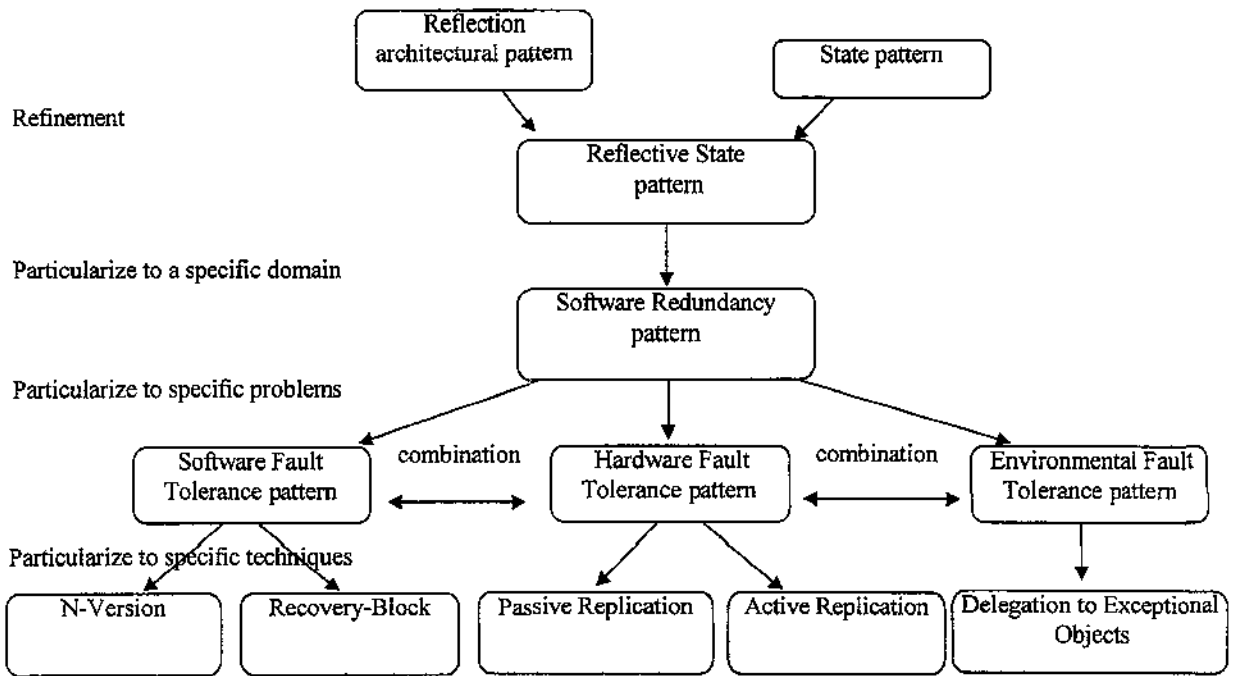 Reflection
architectural pattern
State pattern
Refinement
Reflective State
pattern
Particularize to a specific domain
Software Redundancy
pattern
Particularize to specific problems
Software Fault
Tolerance pattern
combination
Hardware Fault
Tolerance pattern
combination
Environmental Fault
Tolerance pattern
Particularize to specific techniques
N-Version
Recovery-Block
Passive Replication
Active Replication
Delegation to Exceptional
Objects